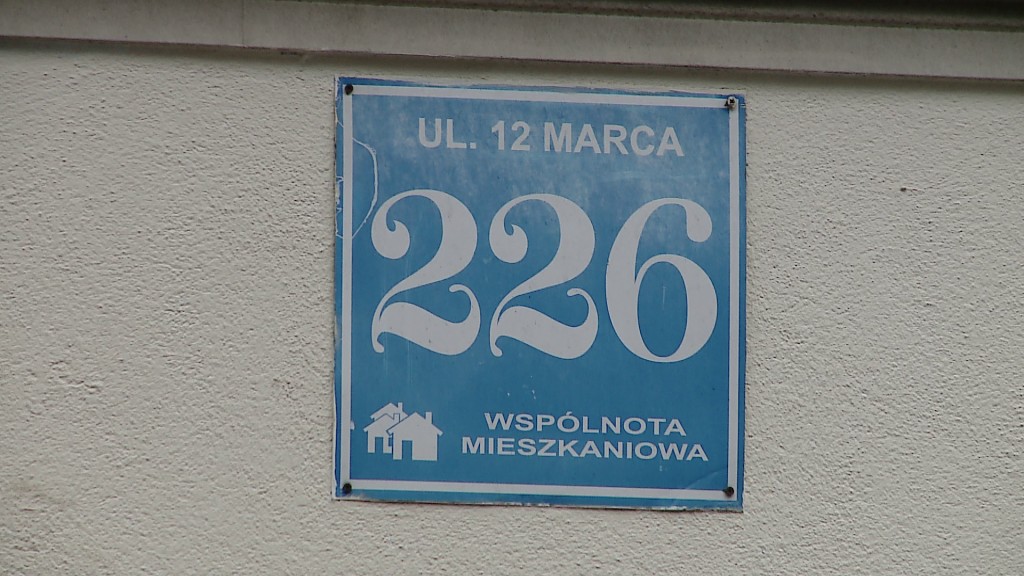 UL. 12 MARCA
226
WSPÓLNOTA
MIESZKANIOWA